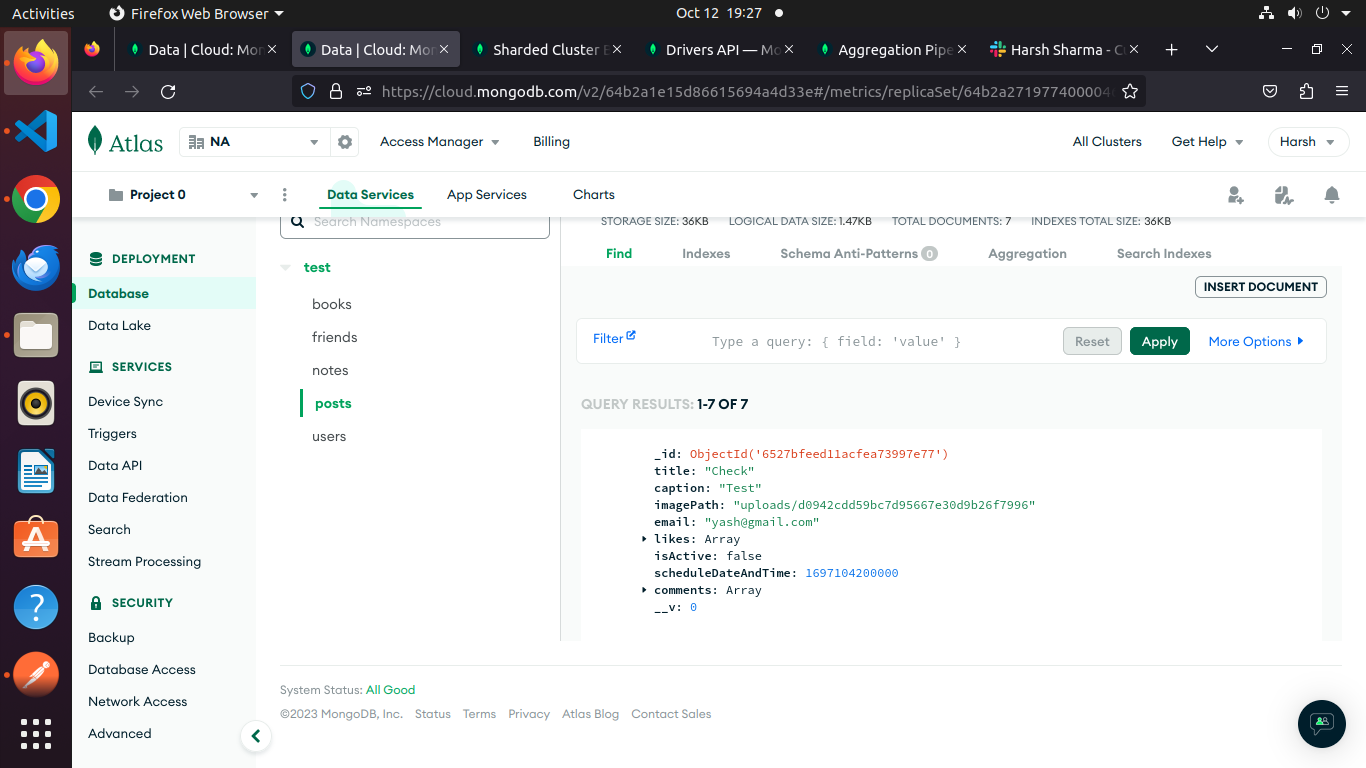 Activities Firefox Web Browser Oct 12 19:27
Data | Cloud: Mon Data | Cloud: Mon Sharded Cluster E Drivers API — Mo Aggregation Pipe Harsh Sharma - C
https://cloud.mongodb.com/v2/64b2a1e15d86615694a4d33e#/metrics/replicaSet/64b2a271977400004
Atlas NA Access Manager Billing All Clusters Get Help Harsh
Project 0 Data Services App Services Charts
Search Namespaces STORAGE SIZE: 36KB LOGICAL DATA SIZE: 1.47KB TOTAL DOCUMENTS: 7 INDEXES TOTAL SIZE: 36KB
DEPLOYMENT
Database
Data Lake
SERVICES
Device Sync
Triggers
Data API
Data Federation
Search
Stream Processing
SECURITY
Backup
Database Access
Network Access
Advanced
test
books
friends
notes
posts
users
Find Indexes Schema Anti-Patterns 0 Aggregation Search Indexes
INSERT DOCUMENT
Filter Type a query: { field: 'value' } Reset Apply More Options
QUERY RESULTS: 1-7 OF 7
_id: ObjectId('6527bfeed11acfea73997e77')
title: "Check"
caption: "Test"
imagePath: "uploads/d0942cdd59bc7d95667e30d9b26f7996"
email: "yash@gmail.com"
likes: Array
isActive: false
scheduleDateAndTime: 1697104200000
comments: Array
__v: 0
System Status: All Good
©2023 MongoDB, Inc. Status Terms Privacy Atlas Blog Contact Sales